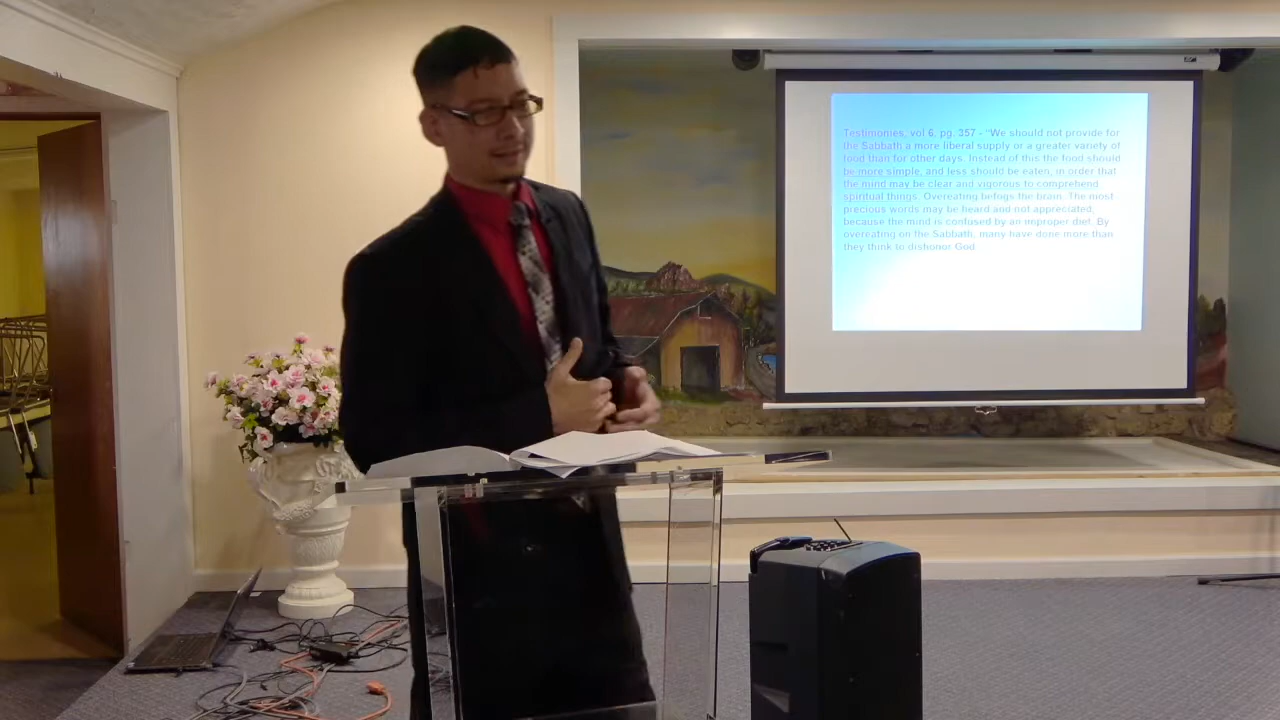 Testimonies, vol 6, pg. 357 - "We should not provide for
the Sabbath a more liberal supply or a greater variety of
food than for other days. Instead of this the food should
be more simple, and less should be eaten, in order that
the mind may be clear and vigorous to comprehend
spiritual things. Overeating befogs the brain. The most
precious words may be heard and not appreciated,
because the mind is confused by an improper diet. By
overeating on the Sabbath, many have done more than
they think to dishonor God.